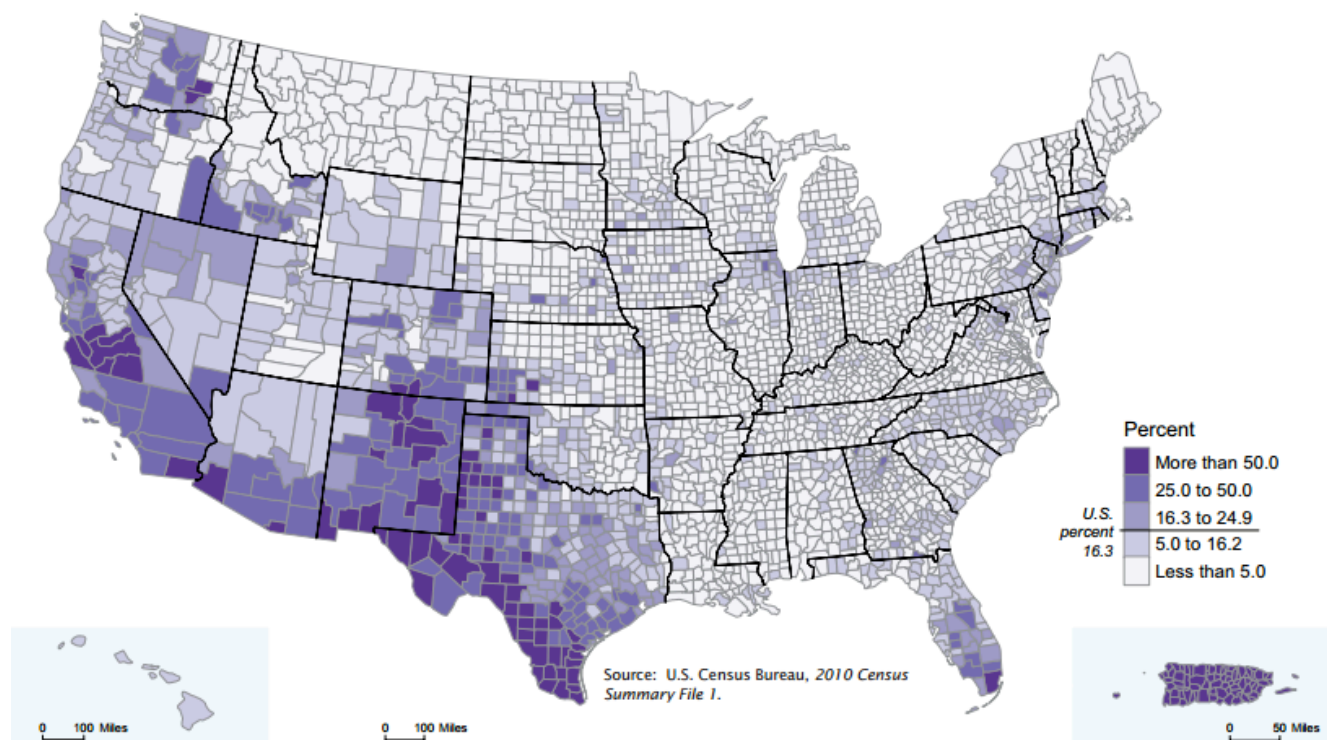 Percent
More than 50.0
25.0 to 50.0
16.3 to 24.9
U.S.
percent
16.3
5.0 to 16.2
Less than 5.0
Source: U.S. Census Bureau, 2010 Census
Summary File 1.
0 100 Miles
0 100 Miles
0 50 Miles